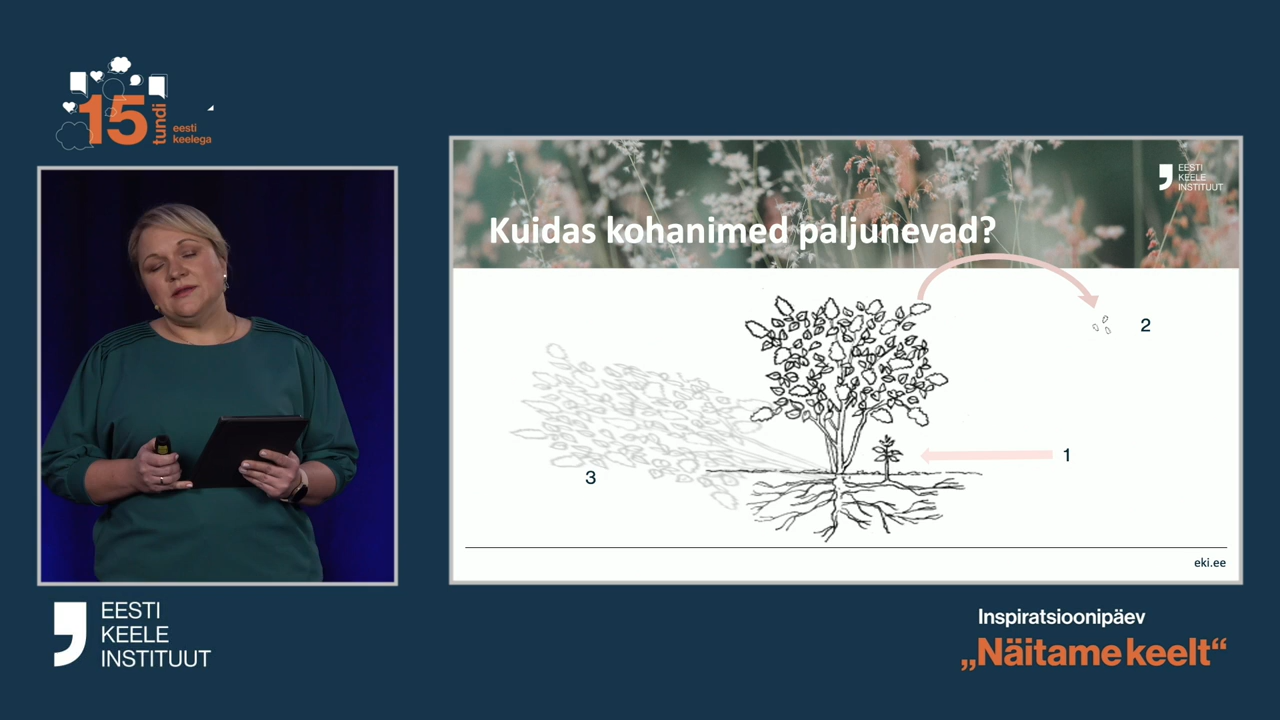 15
tundi
eesti
keelega
EESTI
KEELE
INSTITUUT
Kuidas kohanimed paljunevad?
2
1
3
eki.ee
EESTI
KEELE
INSTITUUT
Inspiratsioonipäev
„Näitame keelt“